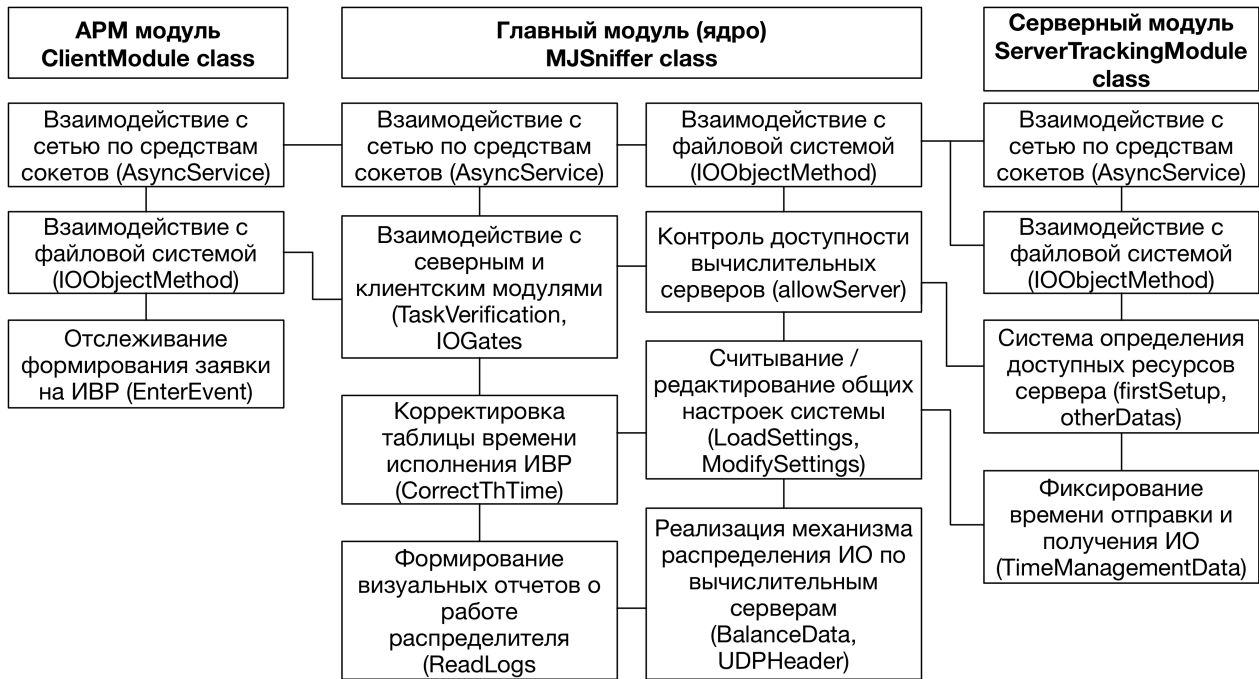 АРМ модуль
ClientModule class
Главный модуль (ядро)
MJSniffer class
Серверный модуль
ServerTrackingModule
class
Взаимодействие с
сетью по средствам
сокетов (AsyncService)
Взаимодействие с
файловой системой
(IOObjectMethod)
Отслеживание
формирования заявки
на ИВР (EnterEvent)
Взаимодействие с
сетью по средствам
сокетов (AsyncService)
Взаимодействие с
северным и
клиентским модулями
(TaskVerification,
IOGates
Корректировка
таблицы времени
исполнения ИВР
(CorrectThTime)
Формирование
визуальных отчетов о
работе
распределителя
(ReadLogs
Взаимодействие с
файловой системой
(IOObjectMethod)
Контроль доступности
вычислительных
серверов (allowServer)
Считывание /
редактирование общих
настроек системы
(LoadSettings,
ModifySettings)
Реализация механизма
распределения ИО по
вычислительным
серверам
(BalanceData,
UDPHeader)
Взаимодействие с
сетью по средствам
сокетов (AsyncService)
Взаимодействие с
файловой системой
(IOObjectMethod)
Система определения
доступных ресурсов
сервера (firstSetup,
otherDatas)
Фиксирование
времени отправки и
получения ИО
(TimeManagementData)